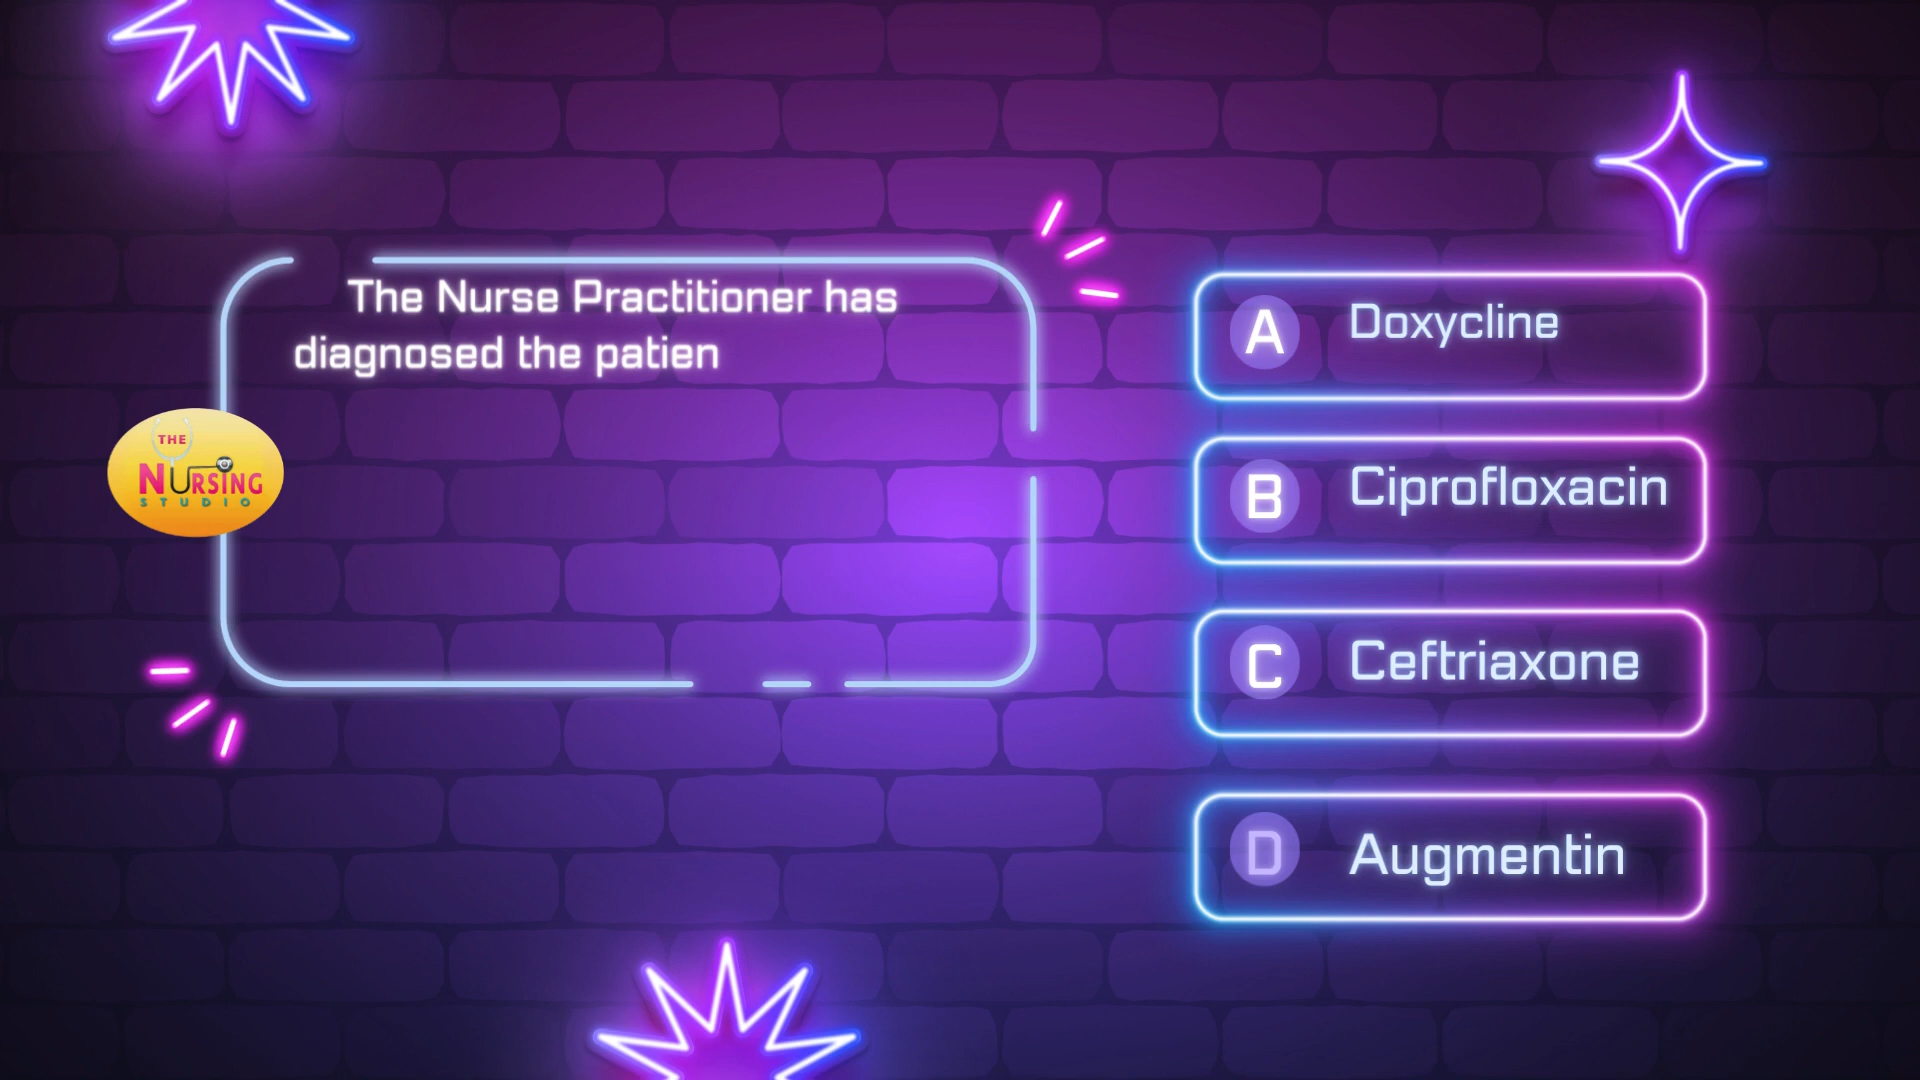 The Nurse Practitioner has
diagnosed the patien
THE
NURSING
STUDIO
A Doxycline
B Ciprofloxacin
C Ceftriaxone
D Augmentin